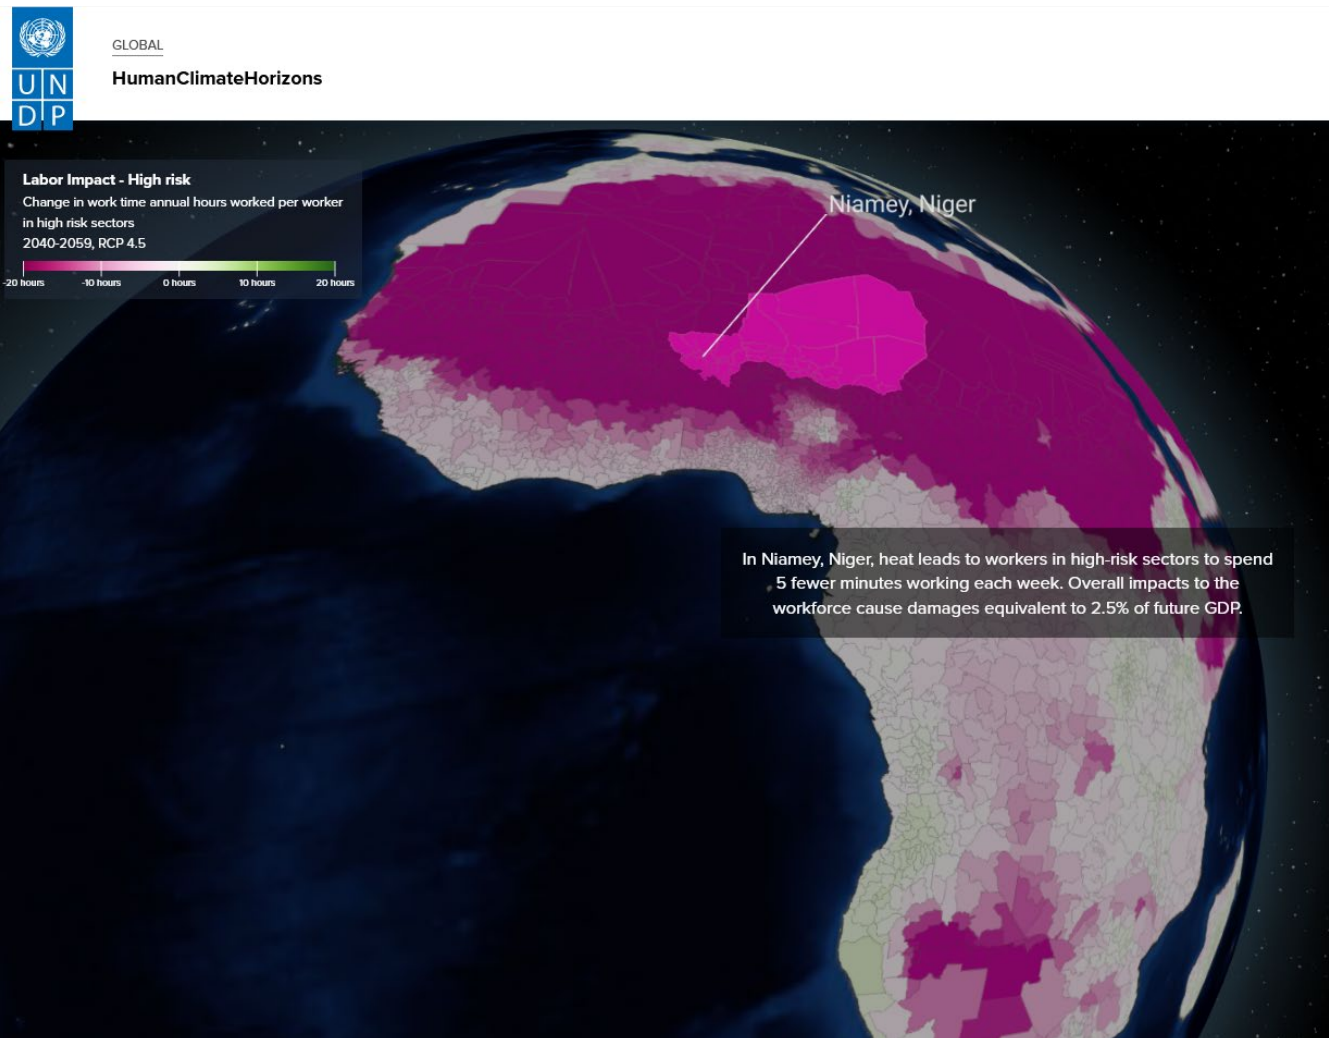 UN
DP
GLOBAL
HumanClimateHorizons
Labor Impact - High risk
Change in work time annual hours worked per worker
in high risk sectors
2040-2059, RCP 4.5
-20 hours -10 hours 0 hours 10 hours 20 hours
Niamey, Niger
In Niamey, Niger, heat leads to workers in high-risk sectors to spend
5 fewer minutes working each week. Overall impacts to the
workforce cause damages equivalent to 2.5% of future GDP.